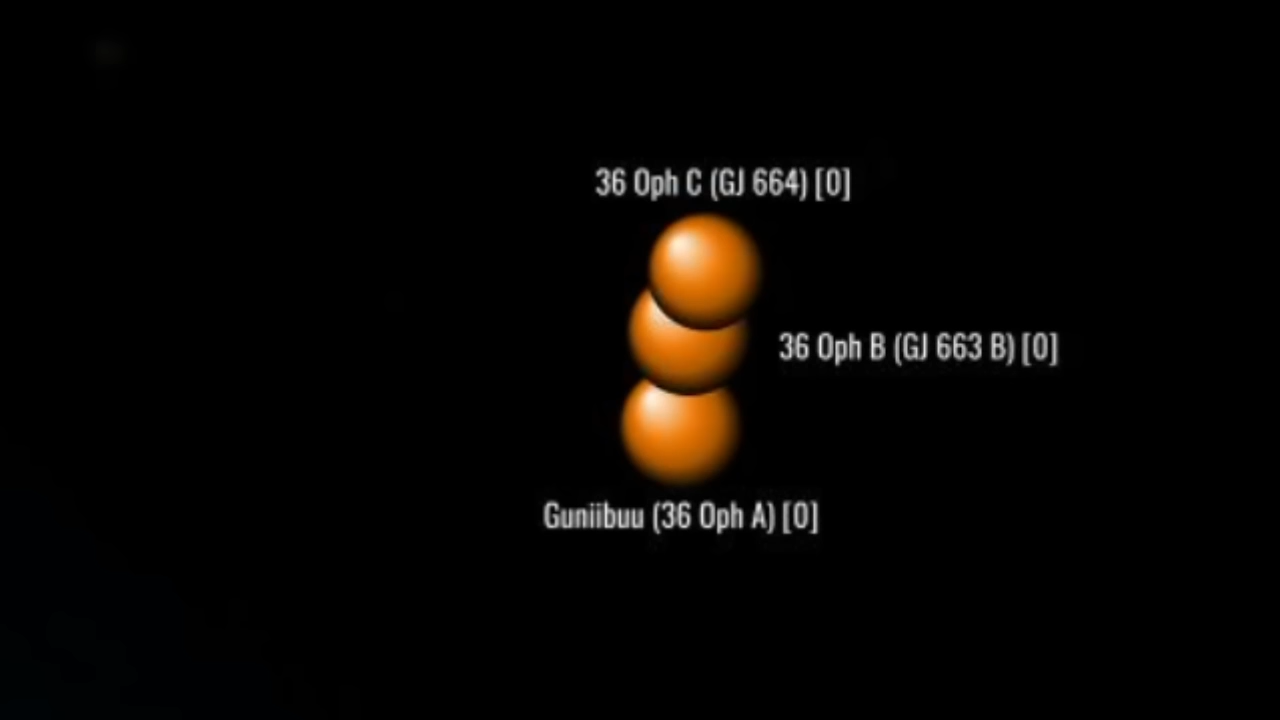 36 Oph C (GJ 664) [0]
36 Oph B (GJ 663 B) [0]
Guniibuu (36 Oph A) [0]